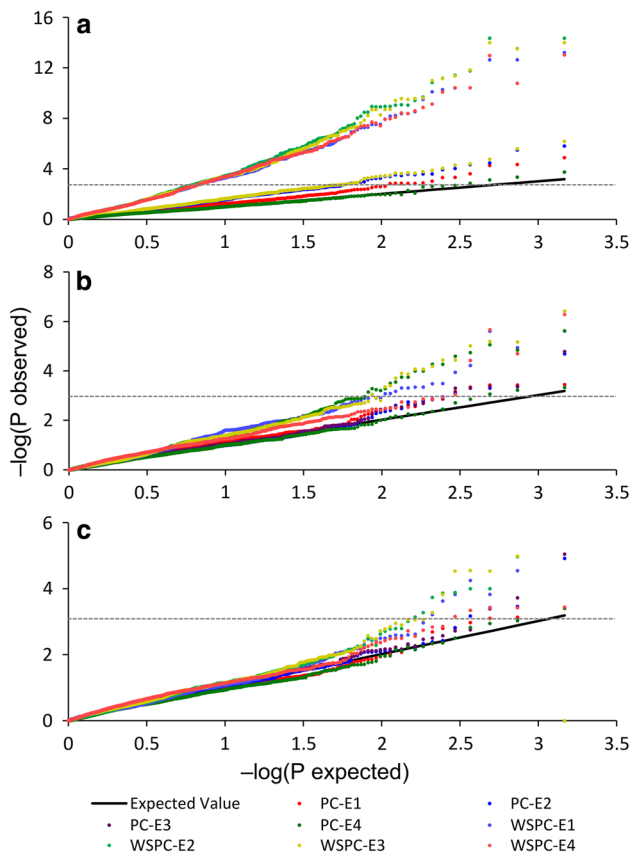 a
16
12
8
4
0
0 0.5 1 1.5 2 2.5 3 3.5
b
8
6
4
2
0
0 0.5 1 1.5 2 2.5 3 3.5
–log(P observed)
c
6
4
2
0
0 0.5 1 1.5 2 2.5 3 3.5
–log(P expected)
Expected Value PC-E1 PC-E2
PC-E3 PC-E4 WSPC-E1
WSPC-E2 WSPC-E3 WSPC-E4